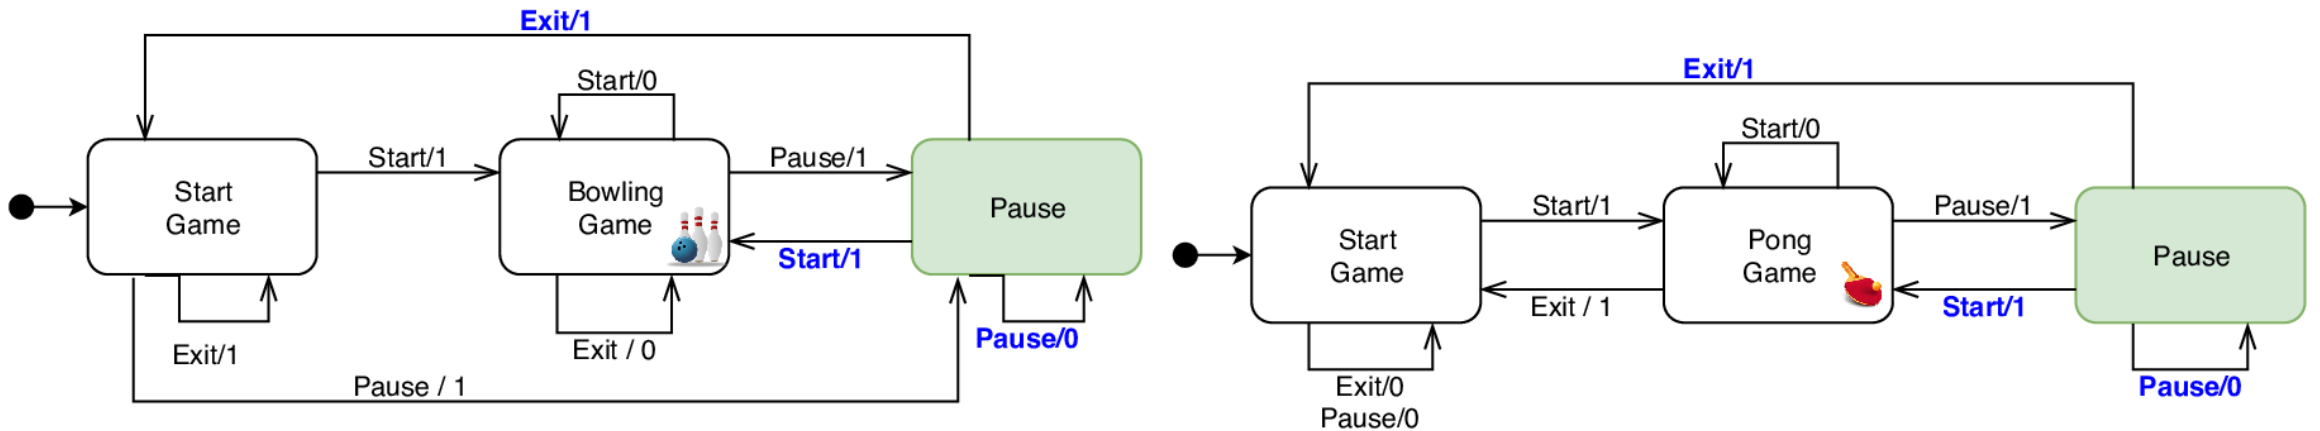 Exit/1
Start/0
Start
Game
Start/1
Bowling
Game
Pause/1
Pause
Start/1
Exit/1
Exit / 0
Pause/0
Pause / 1
Exit/1
Start/0
Start
Game
Start/1
Pong
Game
Pause/1
Pause
Exit / 1
Start/1
Exit/0
Pause/0
Pause/0